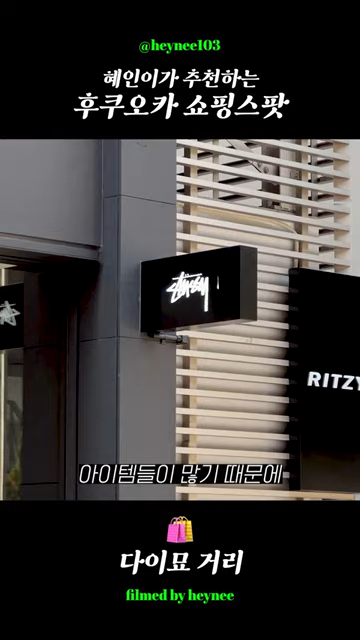 @heynee103
혜인이가 추천하는
후쿠오카 쇼핑스팟
Stüssy
RITZY
아이템들이 많기 때문에
다이묘 거리
filmed by heynee